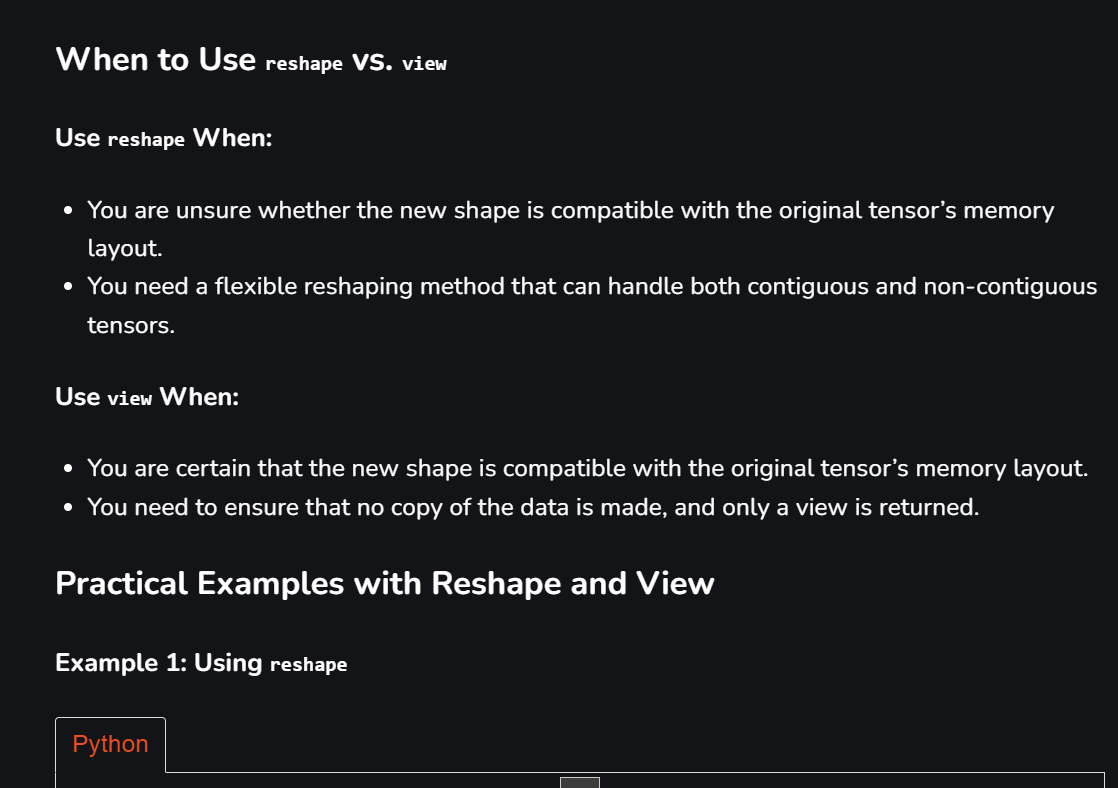 When to Use reshape vs. view
Use reshape When:
• You are unsure whether the new shape is compatible with the original tensor’s memory
layout.
• You need a flexible reshaping method that can handle both contiguous and non-contiguous
tensors.
Use view When:
• You are certain that the new shape is compatible with the original tensor’s memory layout.
• You need to ensure that no copy of the data is made, and only a view is returned.
Practical Examples with Reshape and View
Example 1: Using reshape
Python